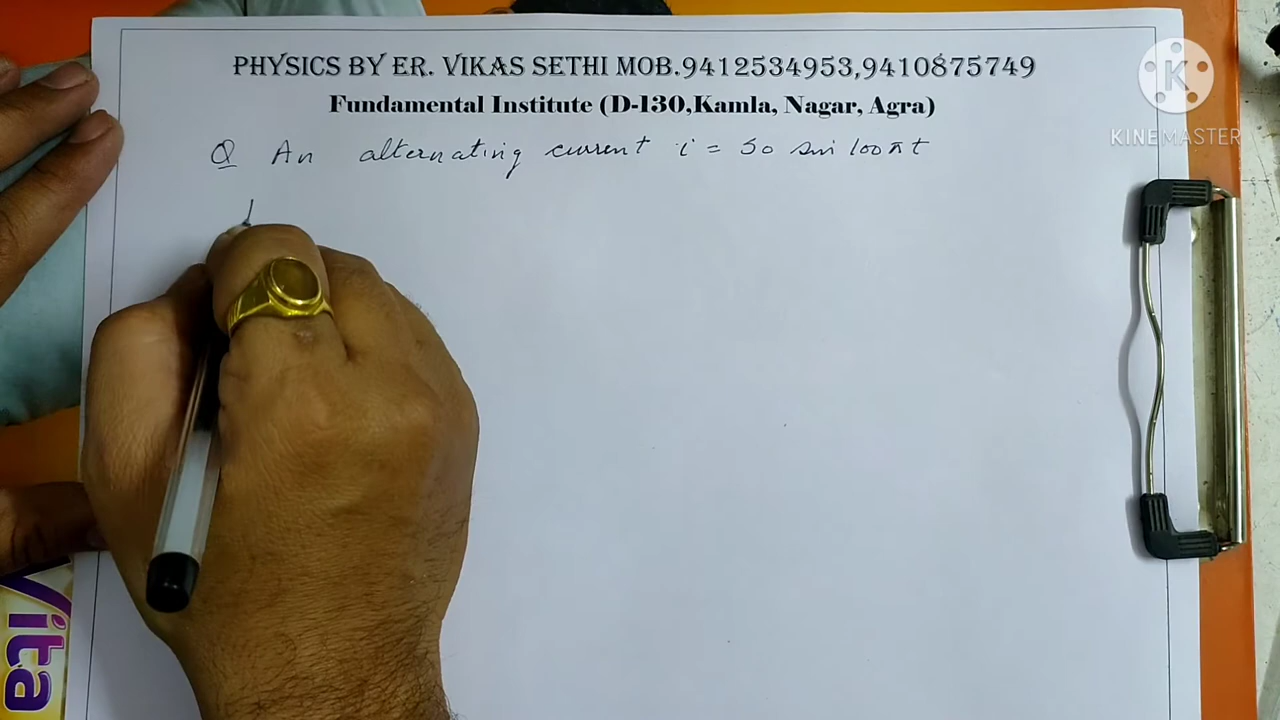 PHYSICS BY ER. VIKAS SETHI MOB.9412534953,9410875749
Fundamental Institute (D-130,Kamla, Nagar, Agra)
Q An alternating current i = 50 sin 100πt
KINEMASTER
Vita